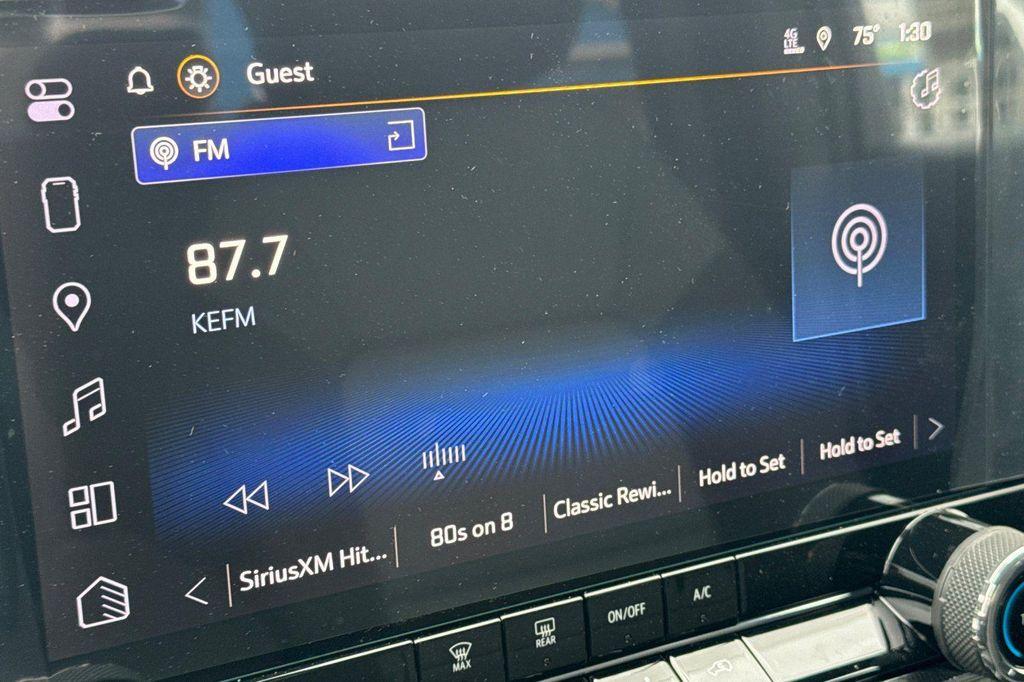 4G
LTE
75° 1:30
Guest
FM
87.7
KEFM
SiriusXM Hit...
80s on 8
Classic Rewi...
Hold to Set
Hold to Set
MAX
REAR
ON/OFF
A/C